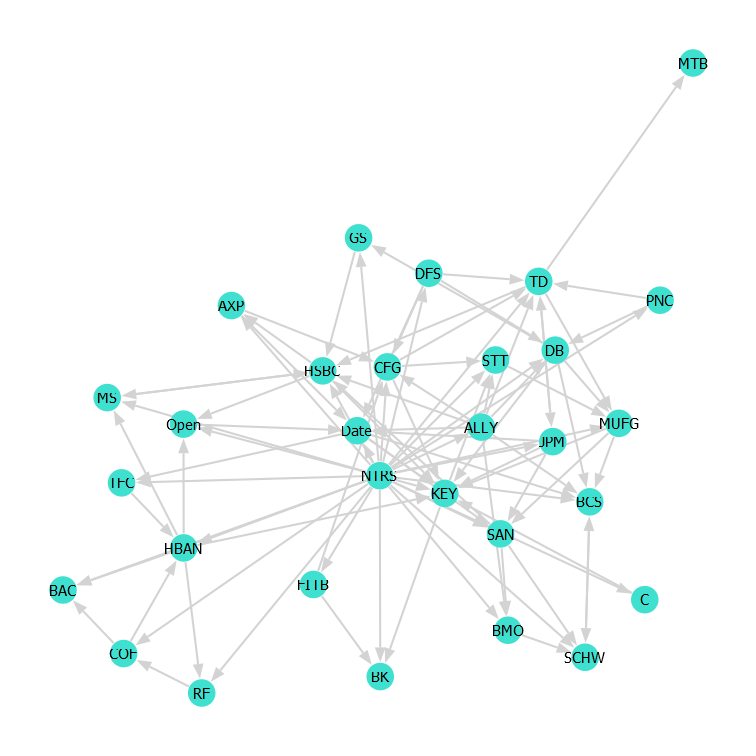 MTB
GS
DFS
TD
PNC
AXP
DB
STT
CFG
HSBC
MS
Open
Date
ALLY
MUFG
JPM
NTRS
TFC
KEY
BCS
SAN
HBAN
FITB
BAC
C
BMO
COF
SCHW
BK
RF